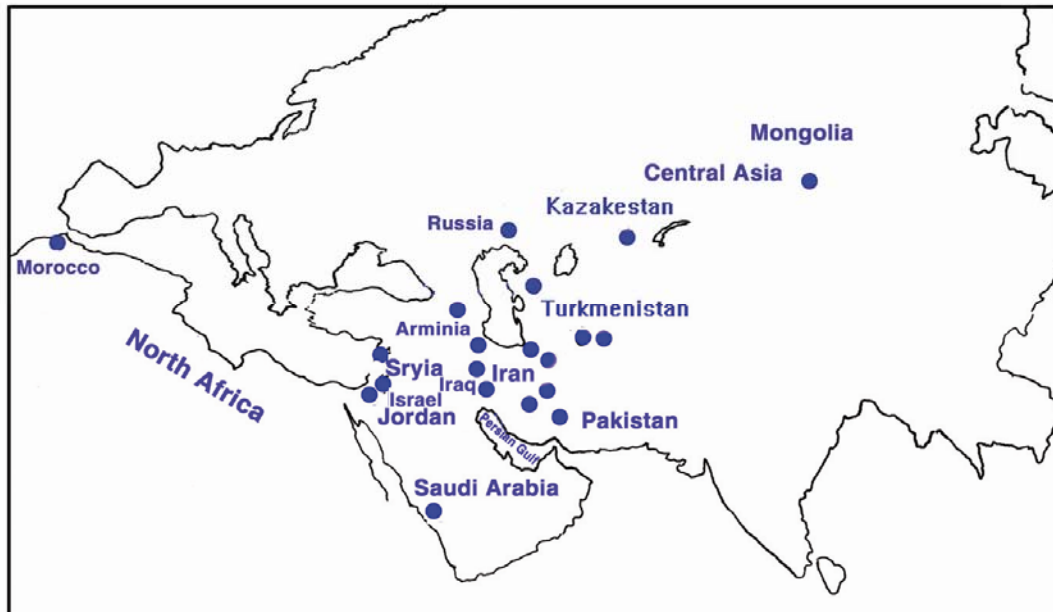 Mongolia
Central Asia
Kazakestan
Russia
Morocco
Turkmenistan
Arminia
North Africa
Sryia
Iran
Iraq
Israel
Jordan
Pakistan
Persian Gulf
Saudi Arabia